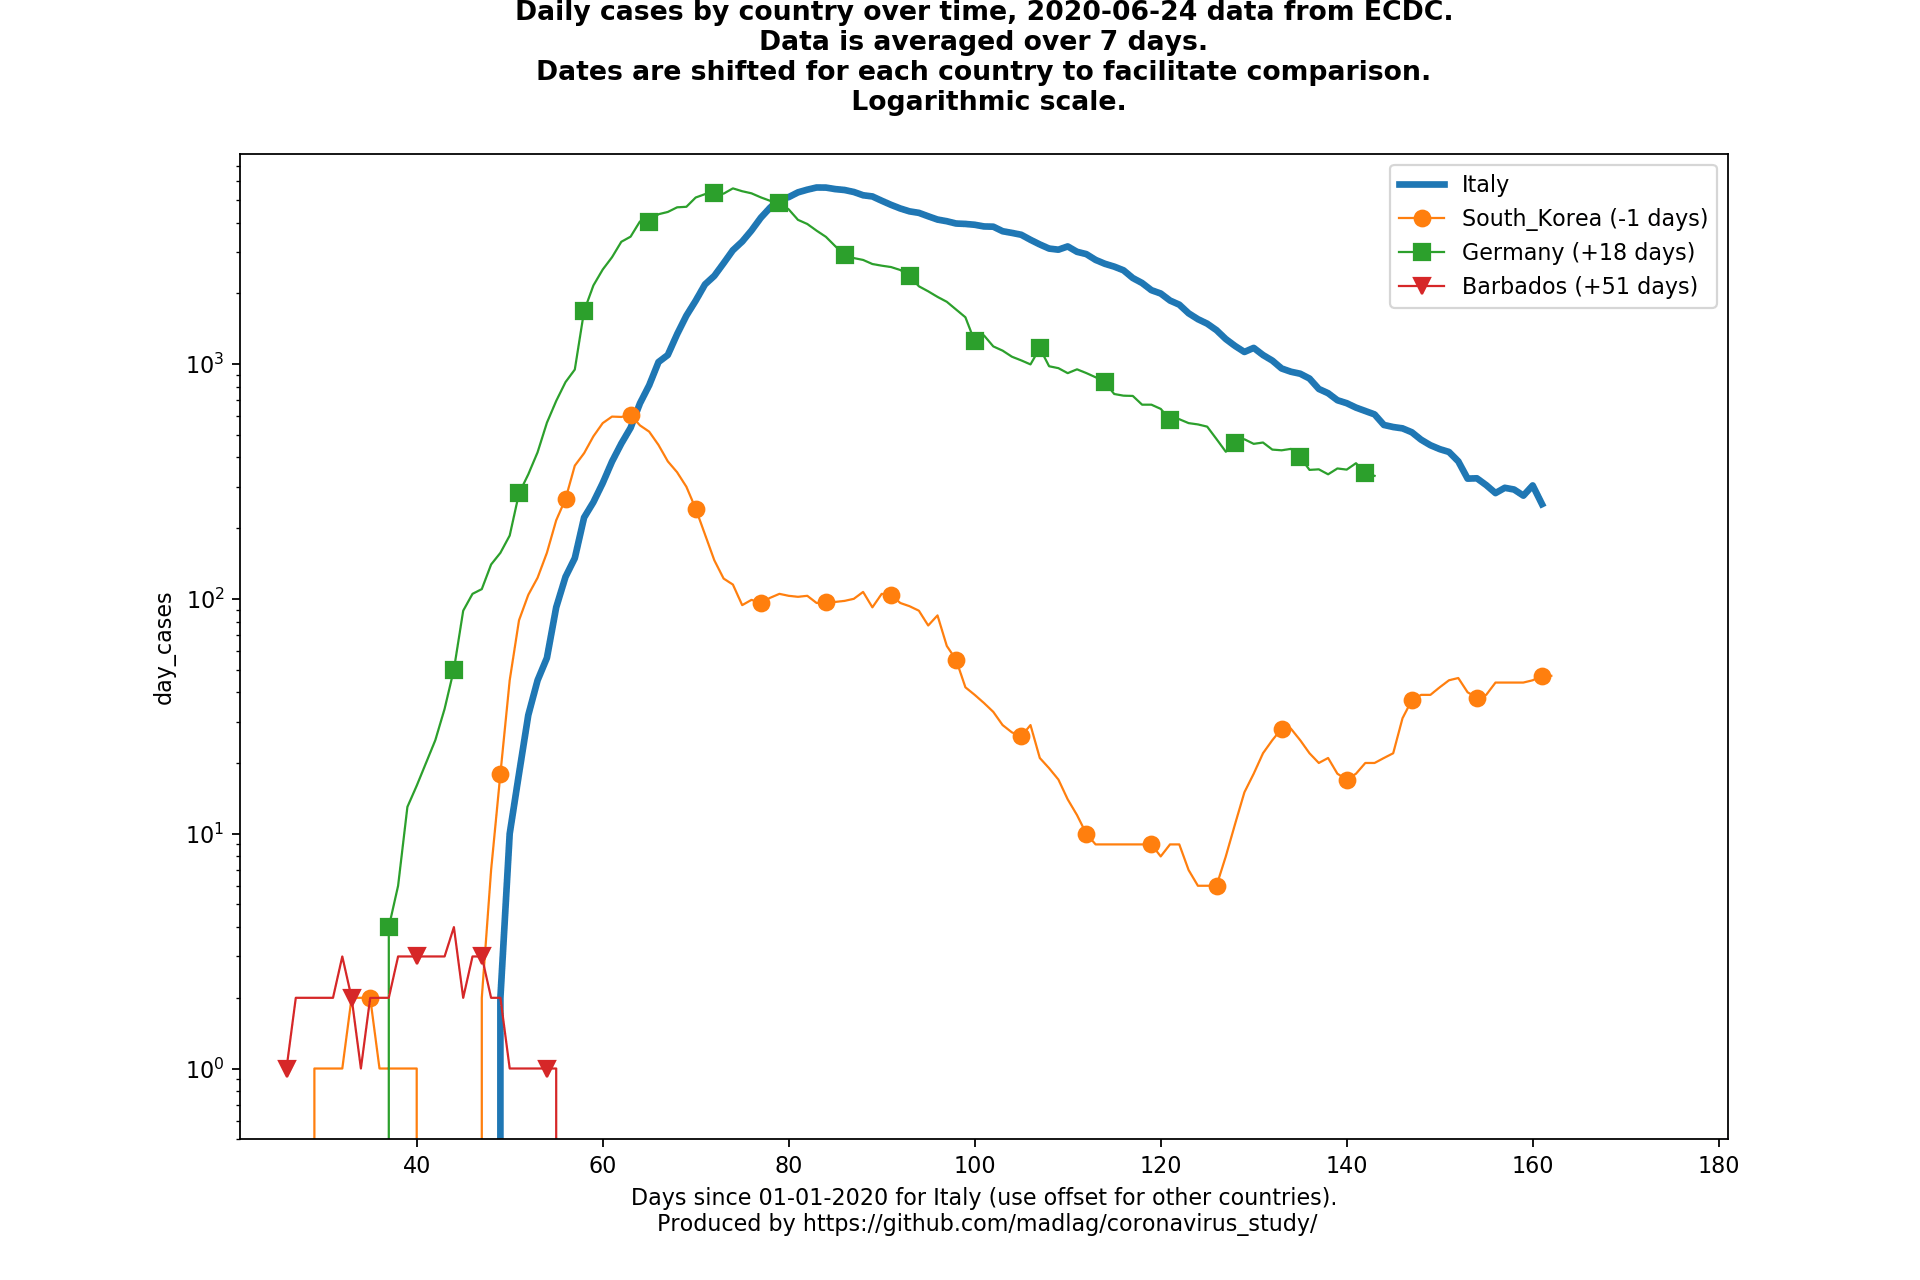 Daily cases by country over time, 2020-06-24 data from ECDC.
Data is averaged over 7 days.
Dates are shifted for each country to facilitate comparison.
Logarithmic scale.
Italy
South_Korea (-1 days)
Germany (+18 days)
Barbados (+51 days)
10³
10²
10¹
10⁰
day_cases
40 60 80 100 120 140 160 180
Days since 01-01-2020 for Italy (use offset for other countries).
Produced by https://github.com/madlag/coronavirus_study/